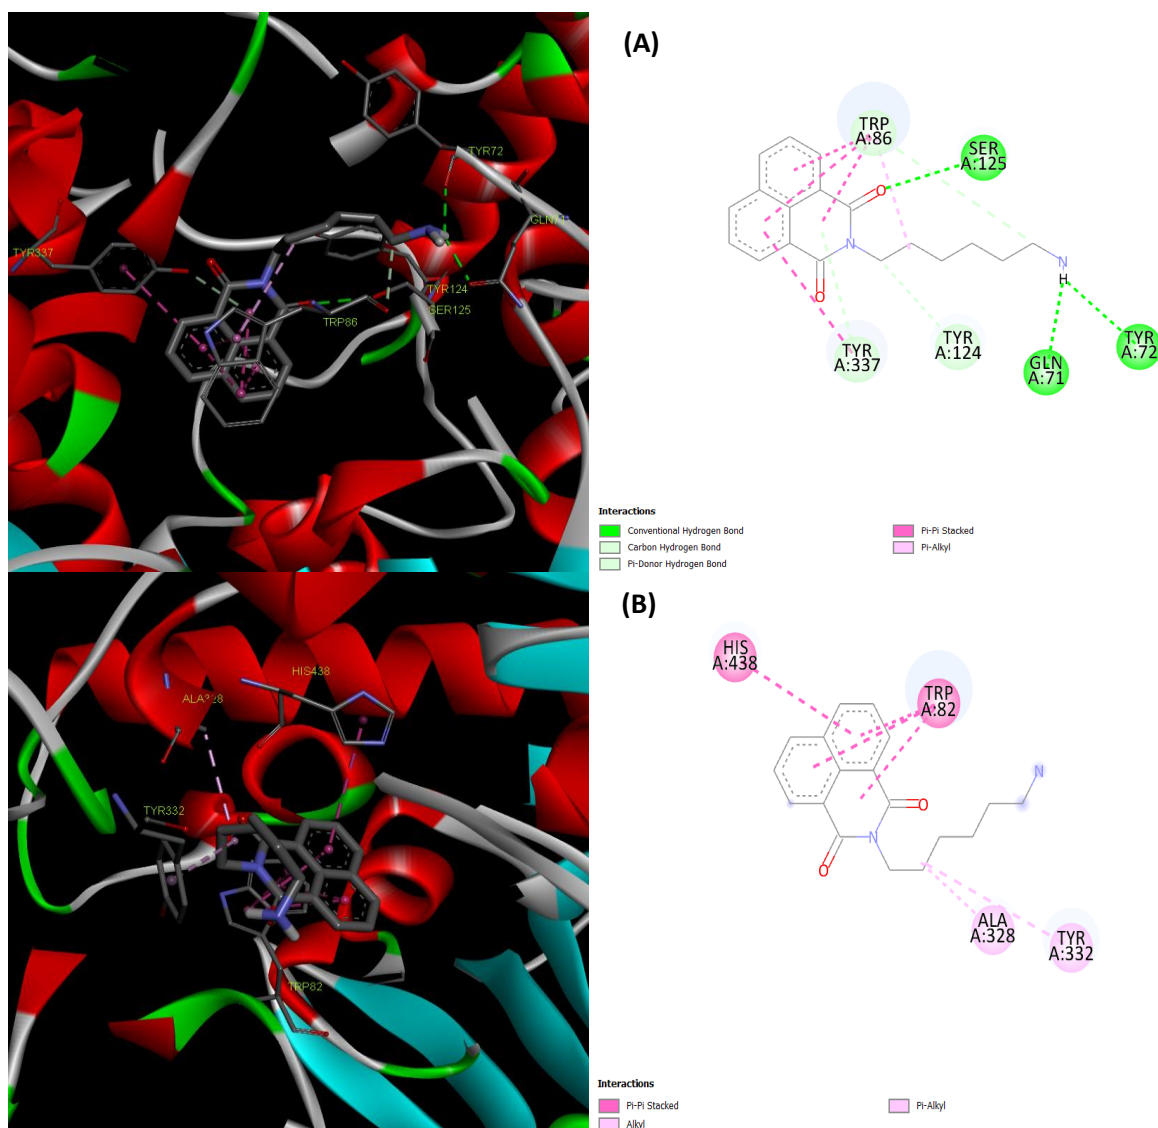 TYR72
GLN71
TYR337
TYR124
SER125
TRP86
(A)
TRP
A:86
SER
A:125
O
N
O
N
H
TYR
A:337
TYR
A:124
GLN
A:71
TYR
A:72
Interactions
Conventional Hydrogen Bond
Carbon Hydrogen Bond
Pi-Donor Hydrogen Bond
Pi-Pi Stacked
Pi-Alkyl
HIS438
ALA328
TYR332
TRP82
(B)
HIS
A:438
TRP
A:82
N
O
N
O
ALA
A:328
TYR
A:332
Interactions
Pi-Pi Stacked
Alkyl
Pi-Alkyl